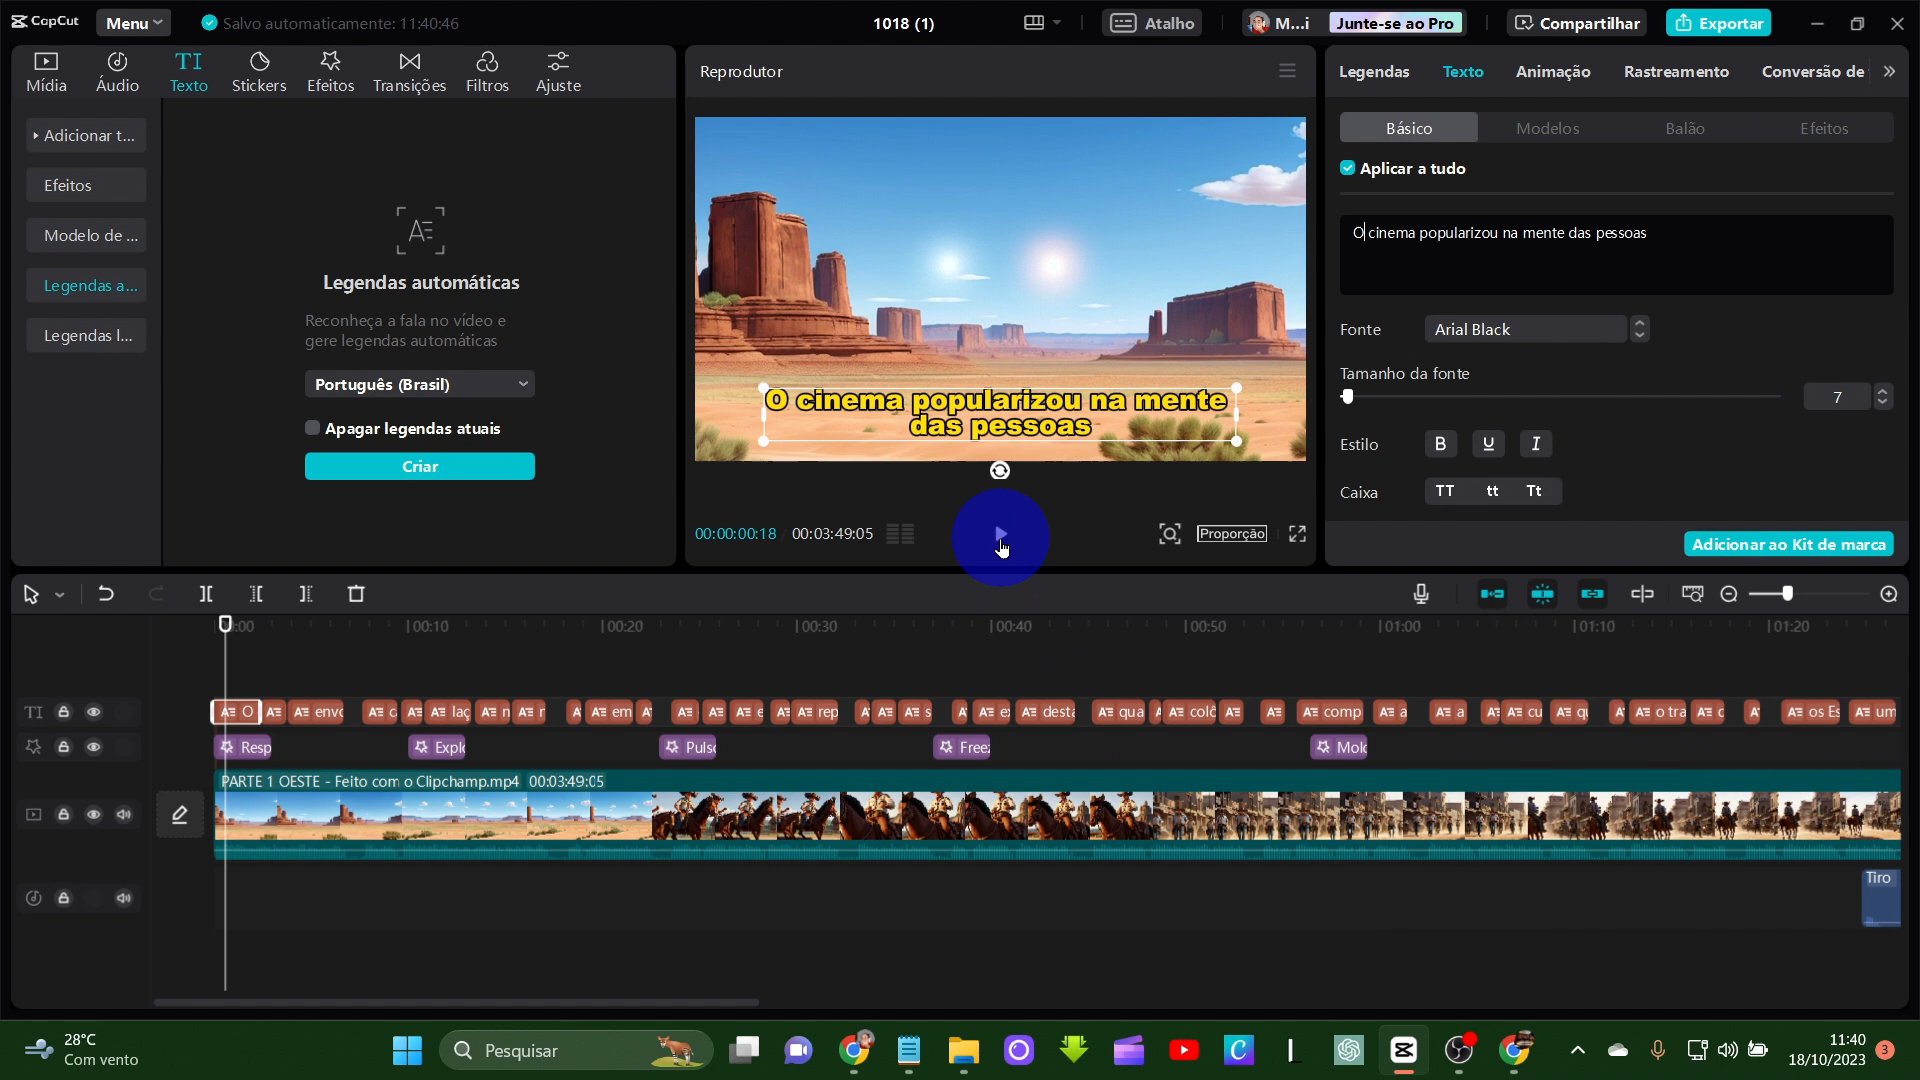 CapCut
Menu
Salvo automaticamente: 11:40:46
1018 (1)
Atalho
M...i
Junte-se ao Pro
Compartilhar
Exportar
Mídia
Áudio
TI
Texto
Stickers
Efeitos
Transições
Filtros
Ajuste
Adicionar t...
Efeitos
Modelo de ...
Legendas a...
Legendas l...
Legendas automáticas
Reconheça a fala no vídeo e
gere legendas automáticas
Português (Brasil)
Apagar legendas atuais
Criar
Reprodutor
O cinema popularizou na mente
das pessoas
00:00:00:18
00:03:49:05
Proporção
Legendas
Texto
Animação
Rastreamento
Conversão de
Básico
Modelos
Balão
Efeitos
Aplicar a tudo
O cinema popularizou na mente das pessoas
Fonte
Arial Black
Tamanho da fonte
7
Estilo
B
U
I
Caixa
TT
tt
Tt
Adicionar ao Kit de marca
00:10
00:20
00:30
00:40
00:50
01:00
01:10
01:20
O
envo
laç
em
rep
desta
qua
colô
comp
a
a
cu
o tra
os Es
um
Resp
Explo
Pulso
Free
Molo
PARTE 1 OESTE - Feito com o Clipchamp.mp4 00:03:49:05
Tiro
28°C
Com vento
Pesquisar
11:40
18/10/2023
3